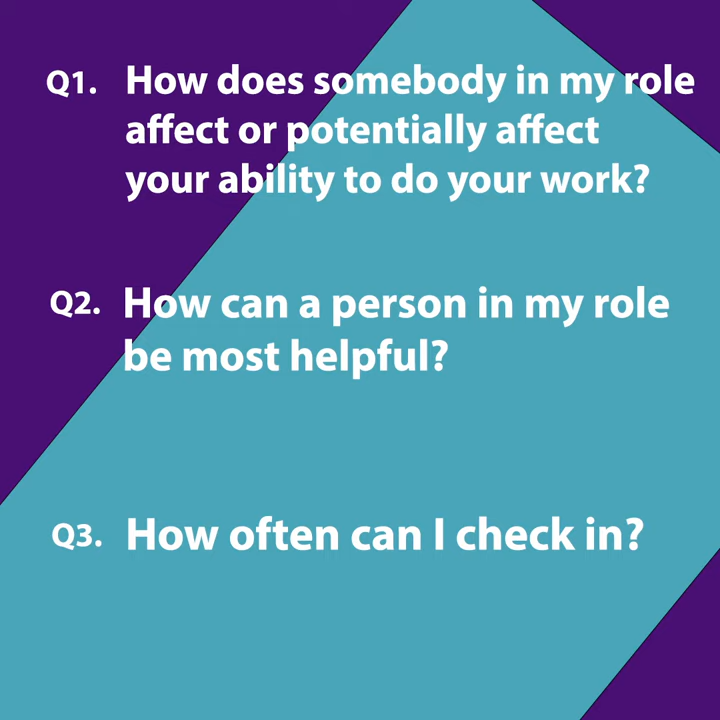 Q1. How does somebody in my role
affect or potentially affect
your ability to do your work?
Q2. How can a person in my role
be most helpful?
Q3. How often can I check in?